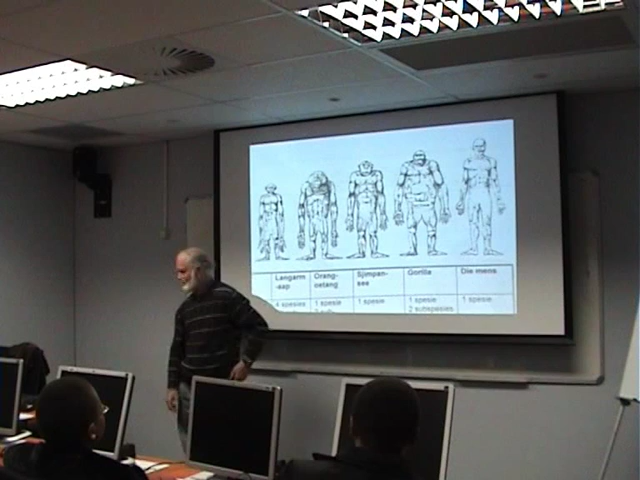 Langarm-aap Orang-oetang Sjimpan-see Gorilla Die mens
4 spesies 1 spesie 1 spesie 1 spesie 1 spesie
2 subspesies